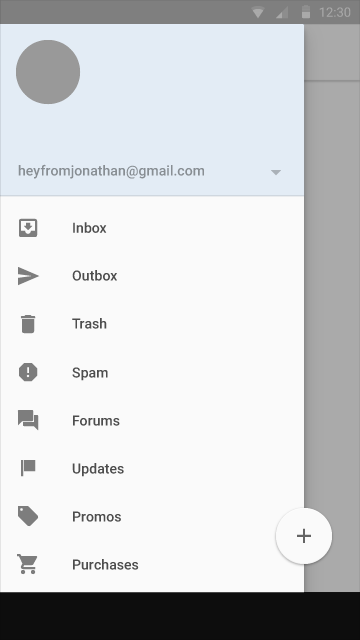 12:30
heyfromjonathan@gmail.com
Inbox
Outbox
Trash
Spam
Forums
Updates
Promos
Purchases